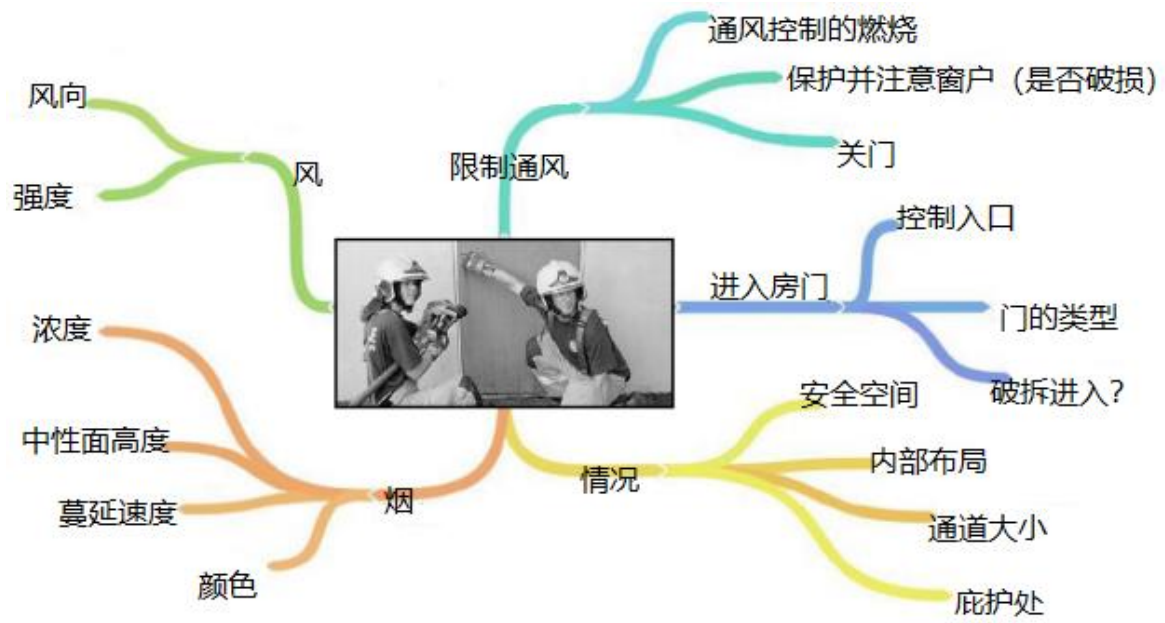 通风控制的燃烧
保护并注意窗户（是否破损）
关门
限制通风
风向
强度
风
控制入口
进入房门
门的类型
破拆进入？
安全空间
内部布局
情况
通道大小
庇护处
浓度
中性面高度
蔓延速度
烟
颜色